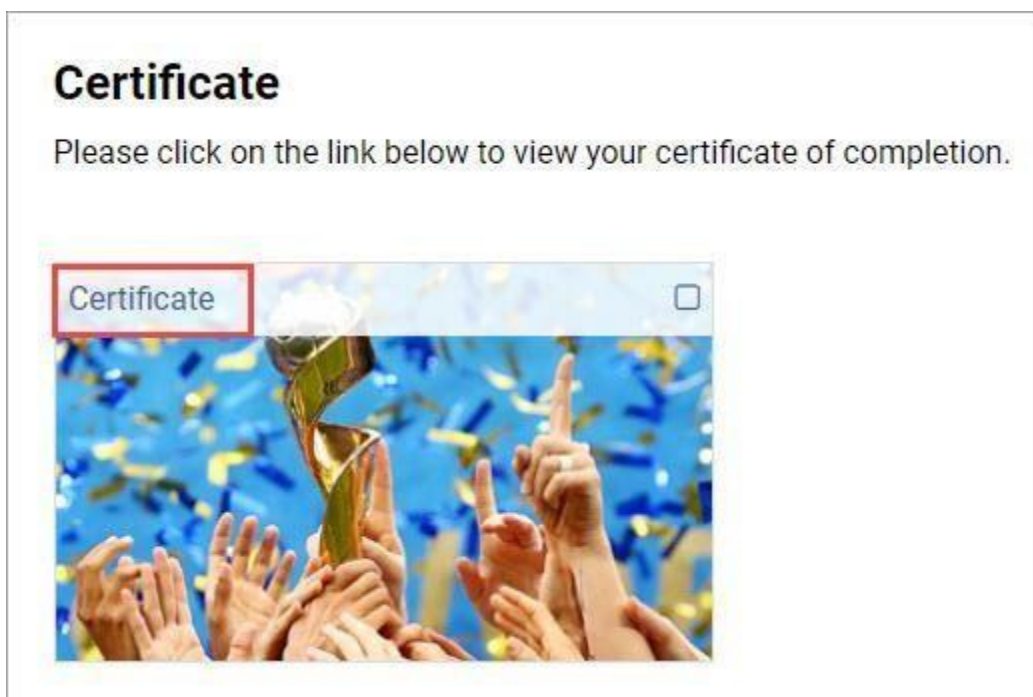 Certificate
Please click on the link below to view your certificate of completion.
Certificate